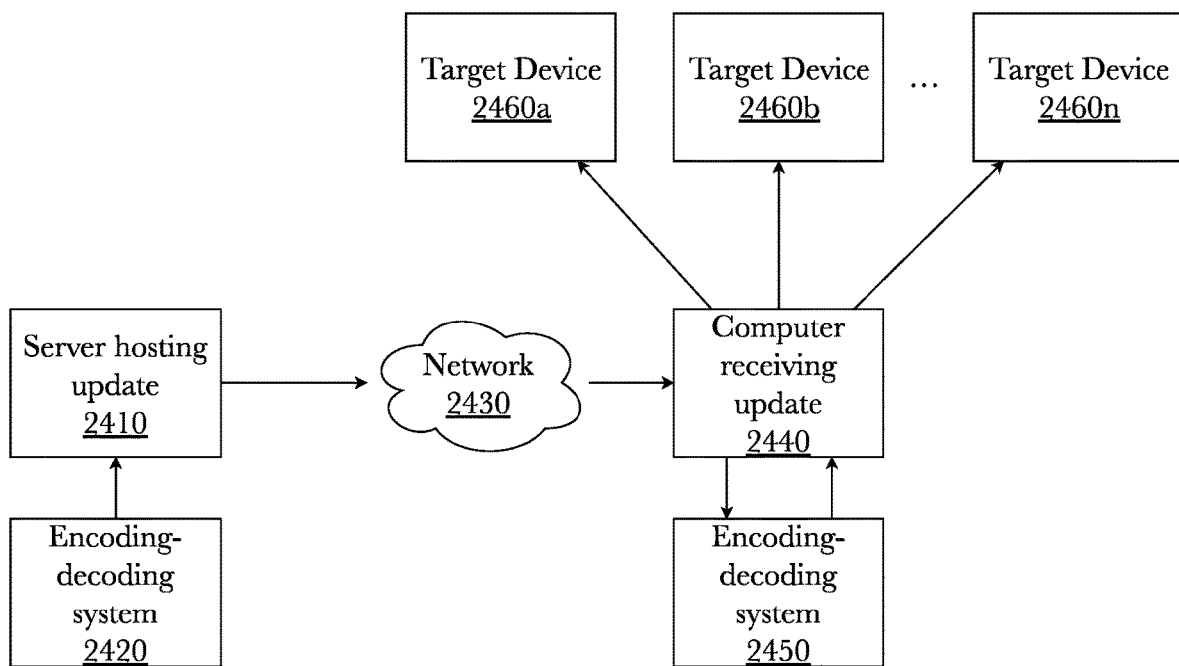 Target Device
2460a
Target Device
2460b
...
Target Device
2460n
Server hosting
update
2410
Network
2430
Computer
receiving
update
2440
Encoding-
decoding
system
2420
Encoding-
decoding
system
2450